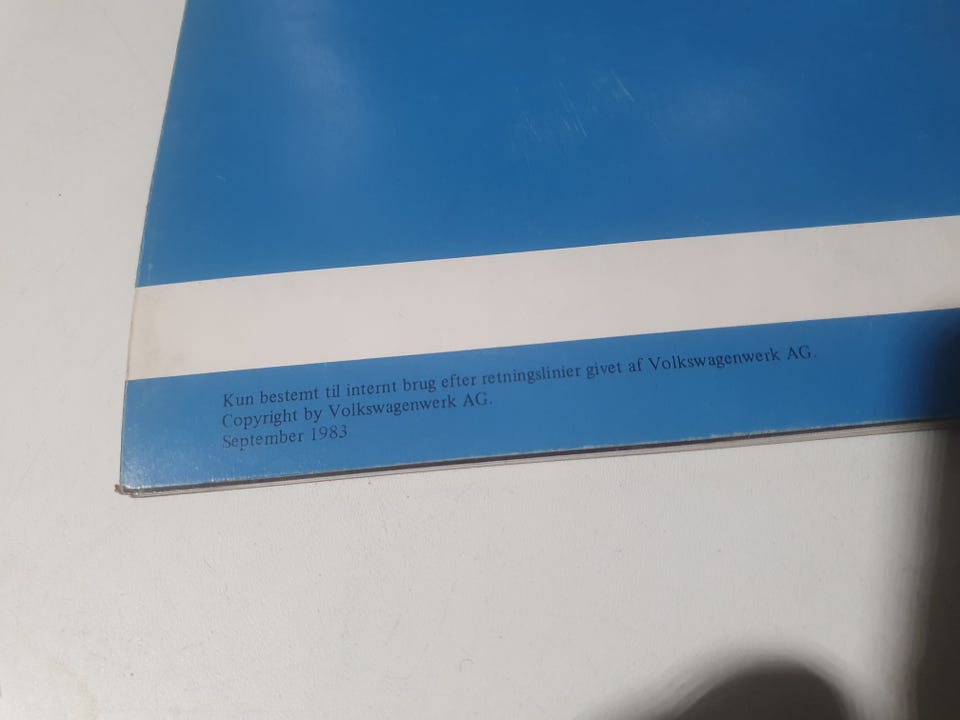 Kun bestemt til internt brug efter retningslinier givet af Volkswagenwerk AG.
Copyright by Volkswagenwerk AG.
September 1983